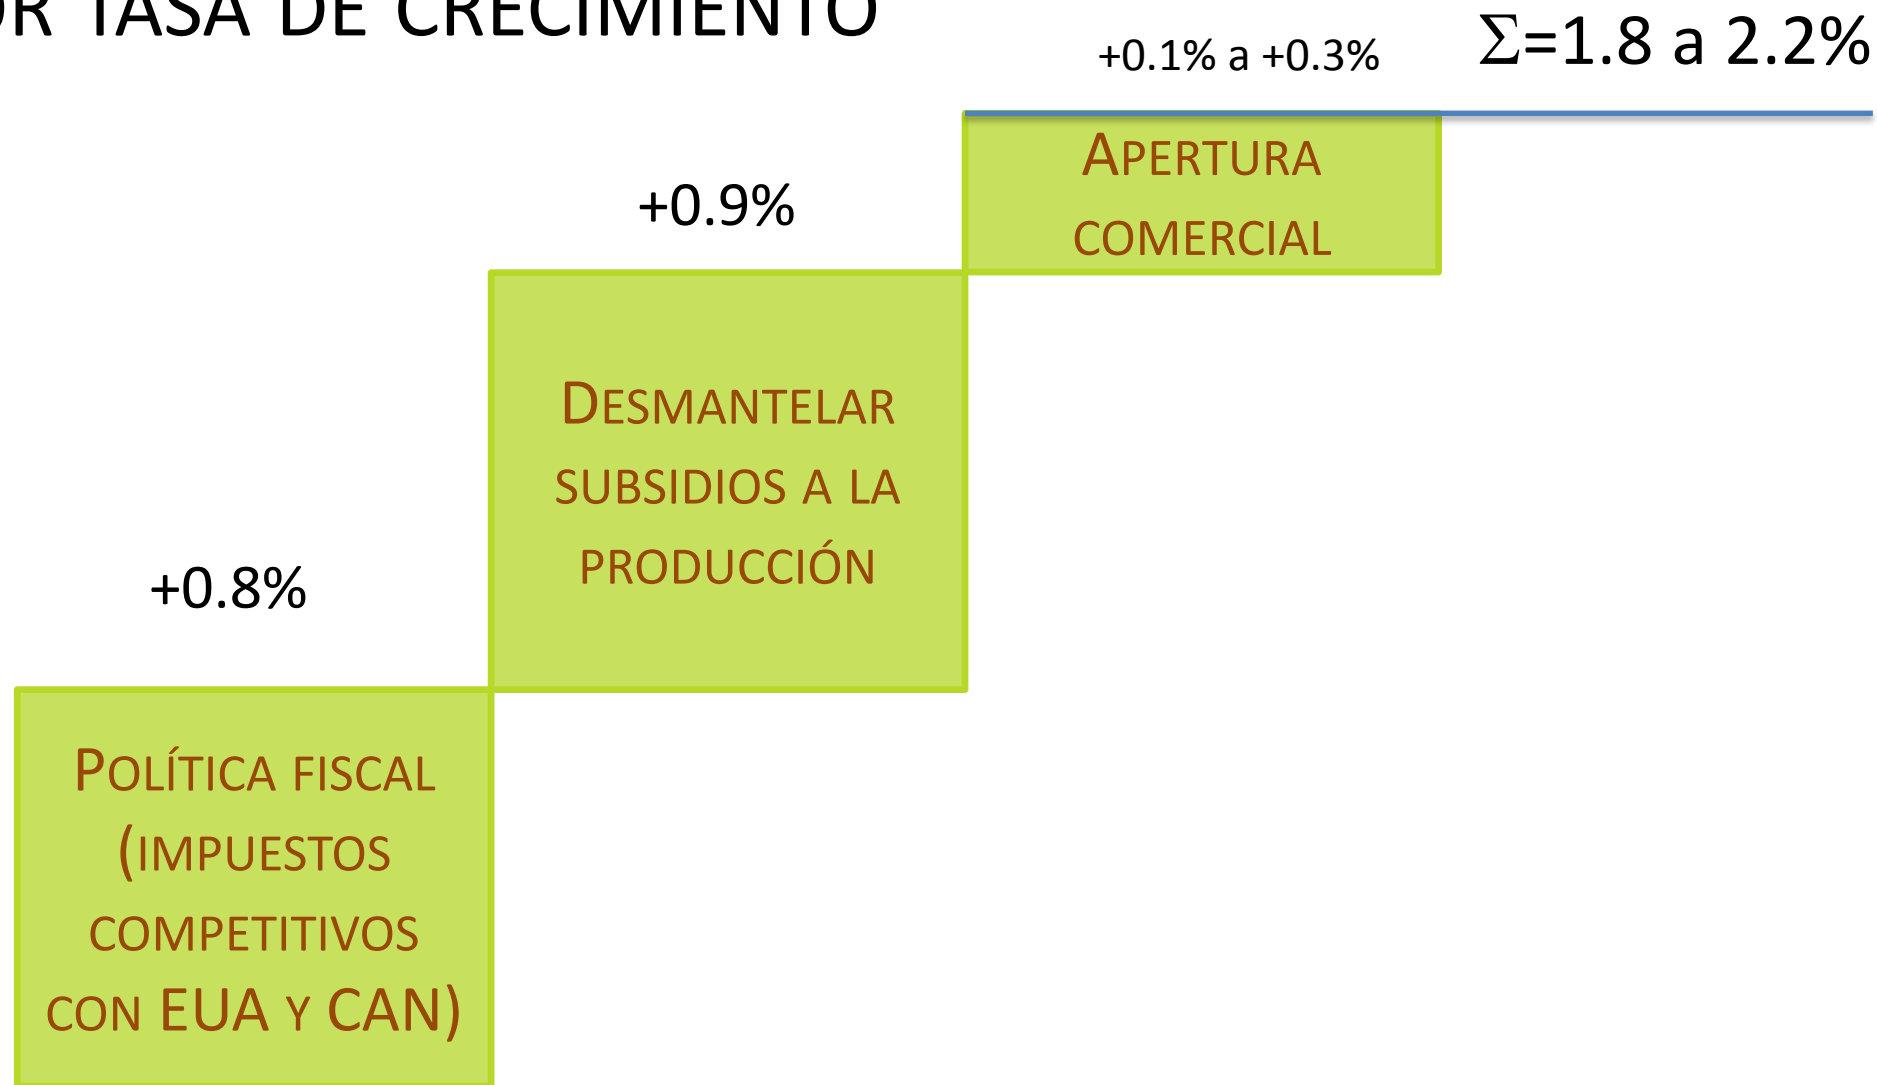 OR TASA DE CRECIMIENTO
+0.1% a +0.3%
Σ=1.8 a 2.2%
APERTURA
COMERCIAL
+0.9%
DESMANTELAR
SUBSIDIOS A LA
PRODUCCIÓN
+0.8%
POLÍTICA FISCAL
(IMPUESTOS
COMPETITIVOS
CON EUA Y CAN)